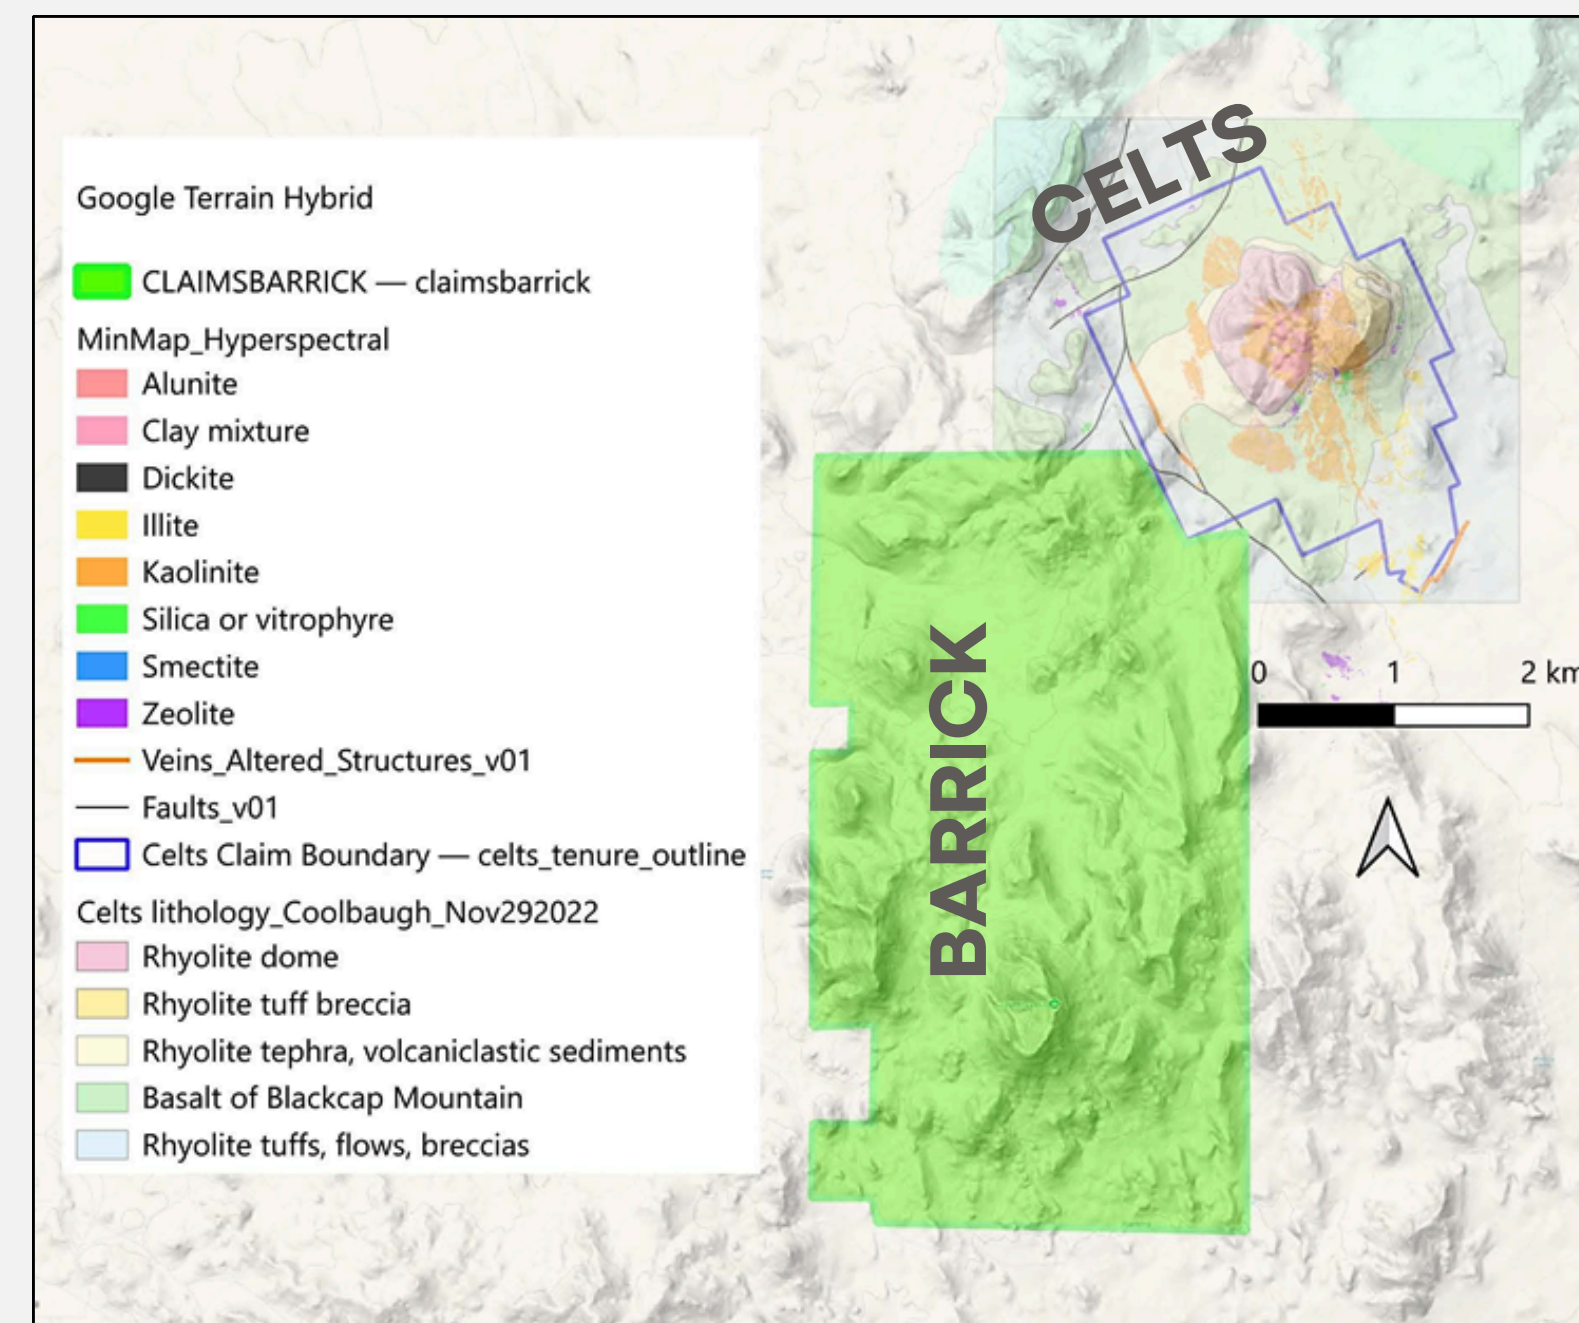 Google Terrain Hybrid
CLAIMSBARRICK — claimsbarrick
MinMap_Hyperspectral
Alunite
Clay mixture
Dickite
Illite
Kaolinite
Silica or vitrophyre
Smectite
Zeolite
Veins_Altered_Structures_v01
Faults_v01
Celts Claim Boundary — celts_tenure_outline
Celts lithology_Coolbaugh_Nov292022
Rhyolite dome
Rhyolite tuff breccia
Rhyolite tephra, volcaniclastic sediments
Basalt of Blackcap Mountain
Rhyolite tuffs, flows, breccias
CELTS
BARRICK
0 1 2 km